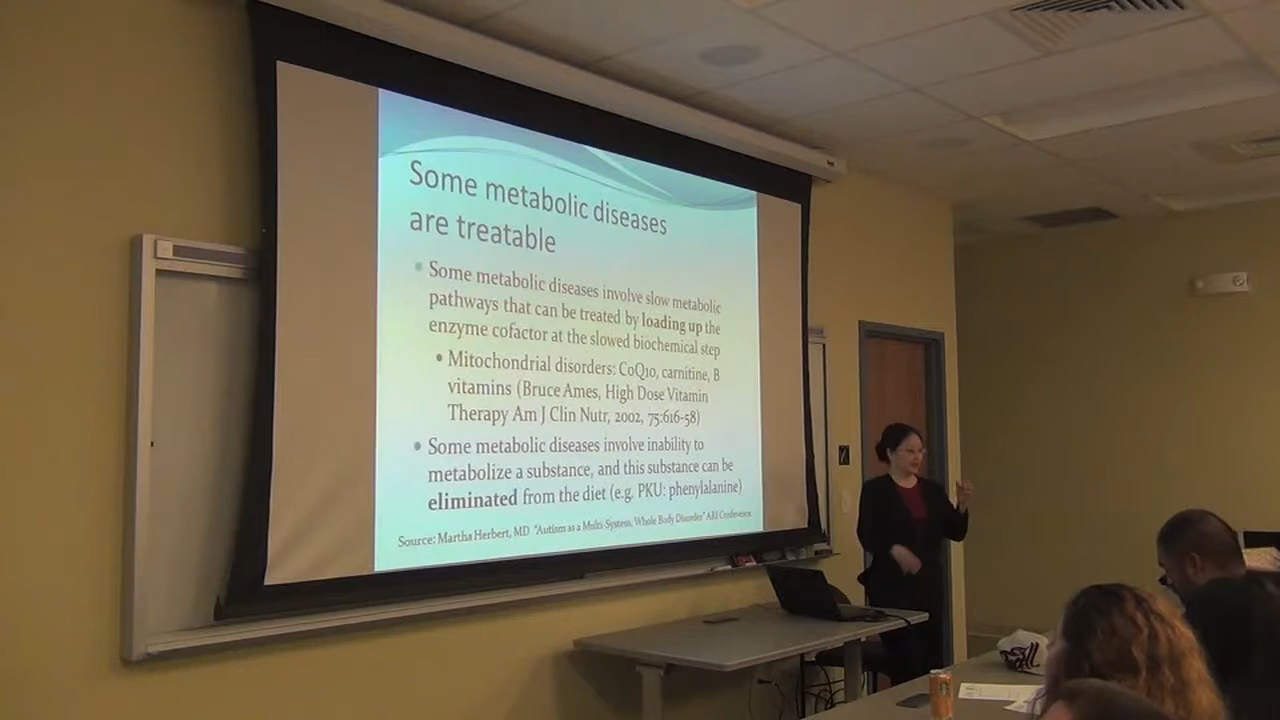 Some metabolic diseases
are treatable
• Some metabolic diseases involve slow metabolic
pathways that can be treated by loading up the
enzyme cofactor at the slowed biochemical step
• Mitochondrial disorders: CoQ10, carnitine, B
vitamins (Bruce Ames, High Dose Vitamin
Therapy Am J Clin Nutr, 2002, 75:616-58)
• Some metabolic diseases involve inability to
metabolize a substance, and this substance can be
eliminated from the diet (e.g. PKU: phenylalanine)
Source: Martha Herbert, MD "Autism as a Multi-System, Whole Body Disorder" ARI Conference